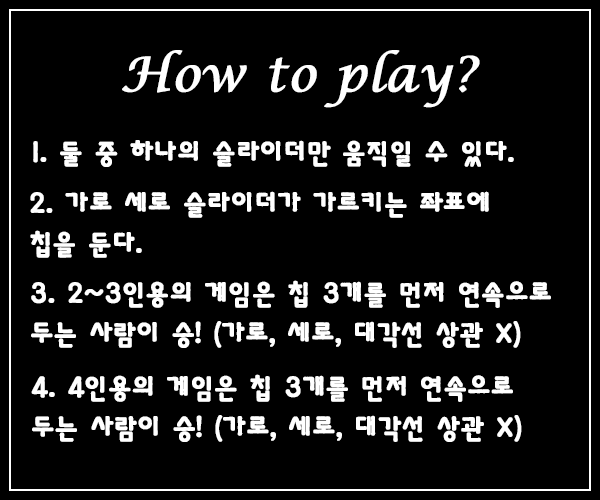 How to play?
1. 둘 중 하나의 슬라이더만 움직일 수 있다.
2. 가로 세로 슬라이더가 가르키는 좌표에
칩을 둔다.
3. 2~3인용의 게임은 칩 3개를 먼저 연속으로
두는 사람이 승! (가로, 세로, 대각선 상관 X)
4. 4인용의 게임은 칩 3개를 먼저 연속으로
두는 사람이 승! (가로, 세로, 대각선 상관 X)